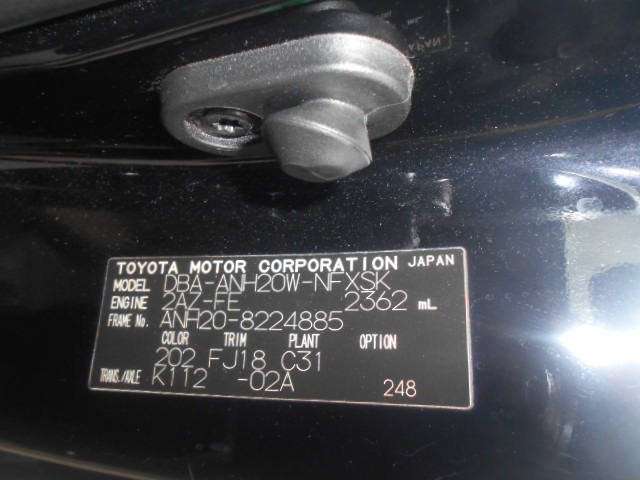 TOYOTA MOTOR CORPORATION JAPAN
MODEL DBA-ANH20W-NFXSK
ENGINE 2AZ-FE 2362 mL
FRAME No. ANH20-8224885
COLOR TRIM PLANT OPTION
202 FJ18 C31
TRANS./AXLE K112 -02A 248